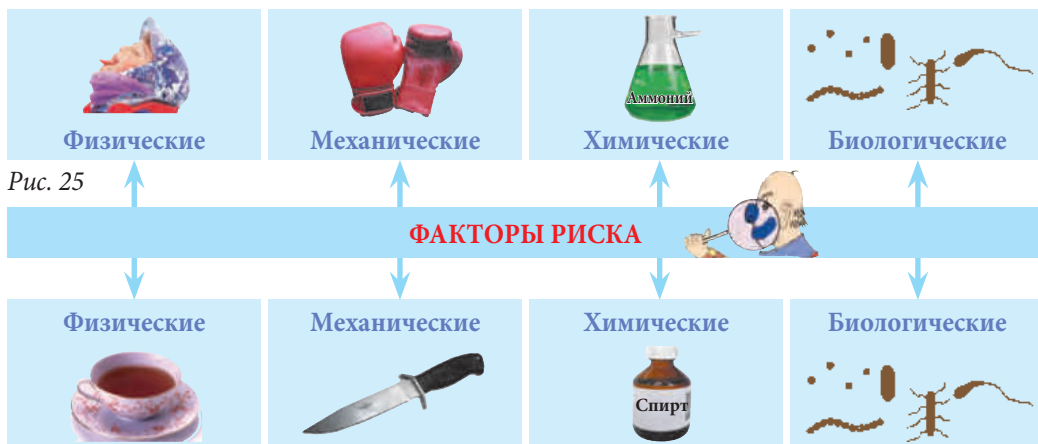 Аммоний
Физические
Механические
Химические
Биологические
Рис. 25
ФАКТОРЫ РИСКА
Физические
Механические
Химические
Биологические
Спирт